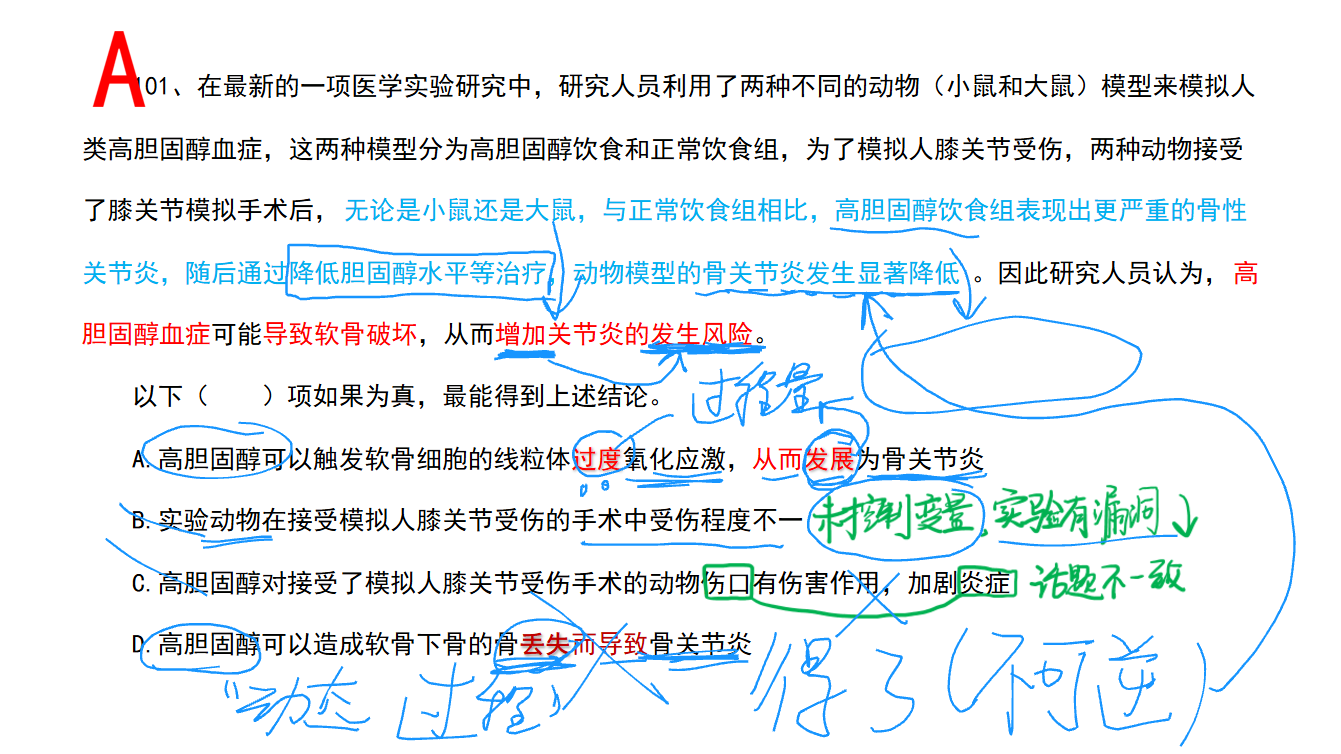 A
101、在最新的一项医学实验研究中，研究人员利用了两种不同的动物（小鼠和大鼠）模型来模拟人
类高胆固醇血症，这两种模型分为高胆固醇饮食和正常饮食组，为了模拟人膝关节受伤，两种动物接受
了膝关节模拟手术后，无论是小鼠还是大鼠，与正常饮食组相比，高胆固醇饮食组表现出更严重的骨性
关节炎，随后通过降低胆固醇水平等治疗，动物模型的骨关节炎发生显著降低。因此研究人员认为，高
胆固醇血症可能导致软骨破坏，从而增加关节炎的发生风险。
以下（　　）项如果为真，最能得到上述结论。
过程量
A.高胆固醇可以触发软骨细胞的线粒体过度氧化应激，从而发展为骨关节炎
B.实验动物在接受模拟人膝关节受伤的手术中受伤程度不一 未控制变量，实验有漏洞↓
C.高胆固醇对接受了模拟人膝关节受伤手术的动物伤口有伤害作用，加剧炎症 话题不一致
D.高胆固醇可以造成软骨下骨的骨丢失而导致骨关节炎
“动态 过程” 得了（不可逆）